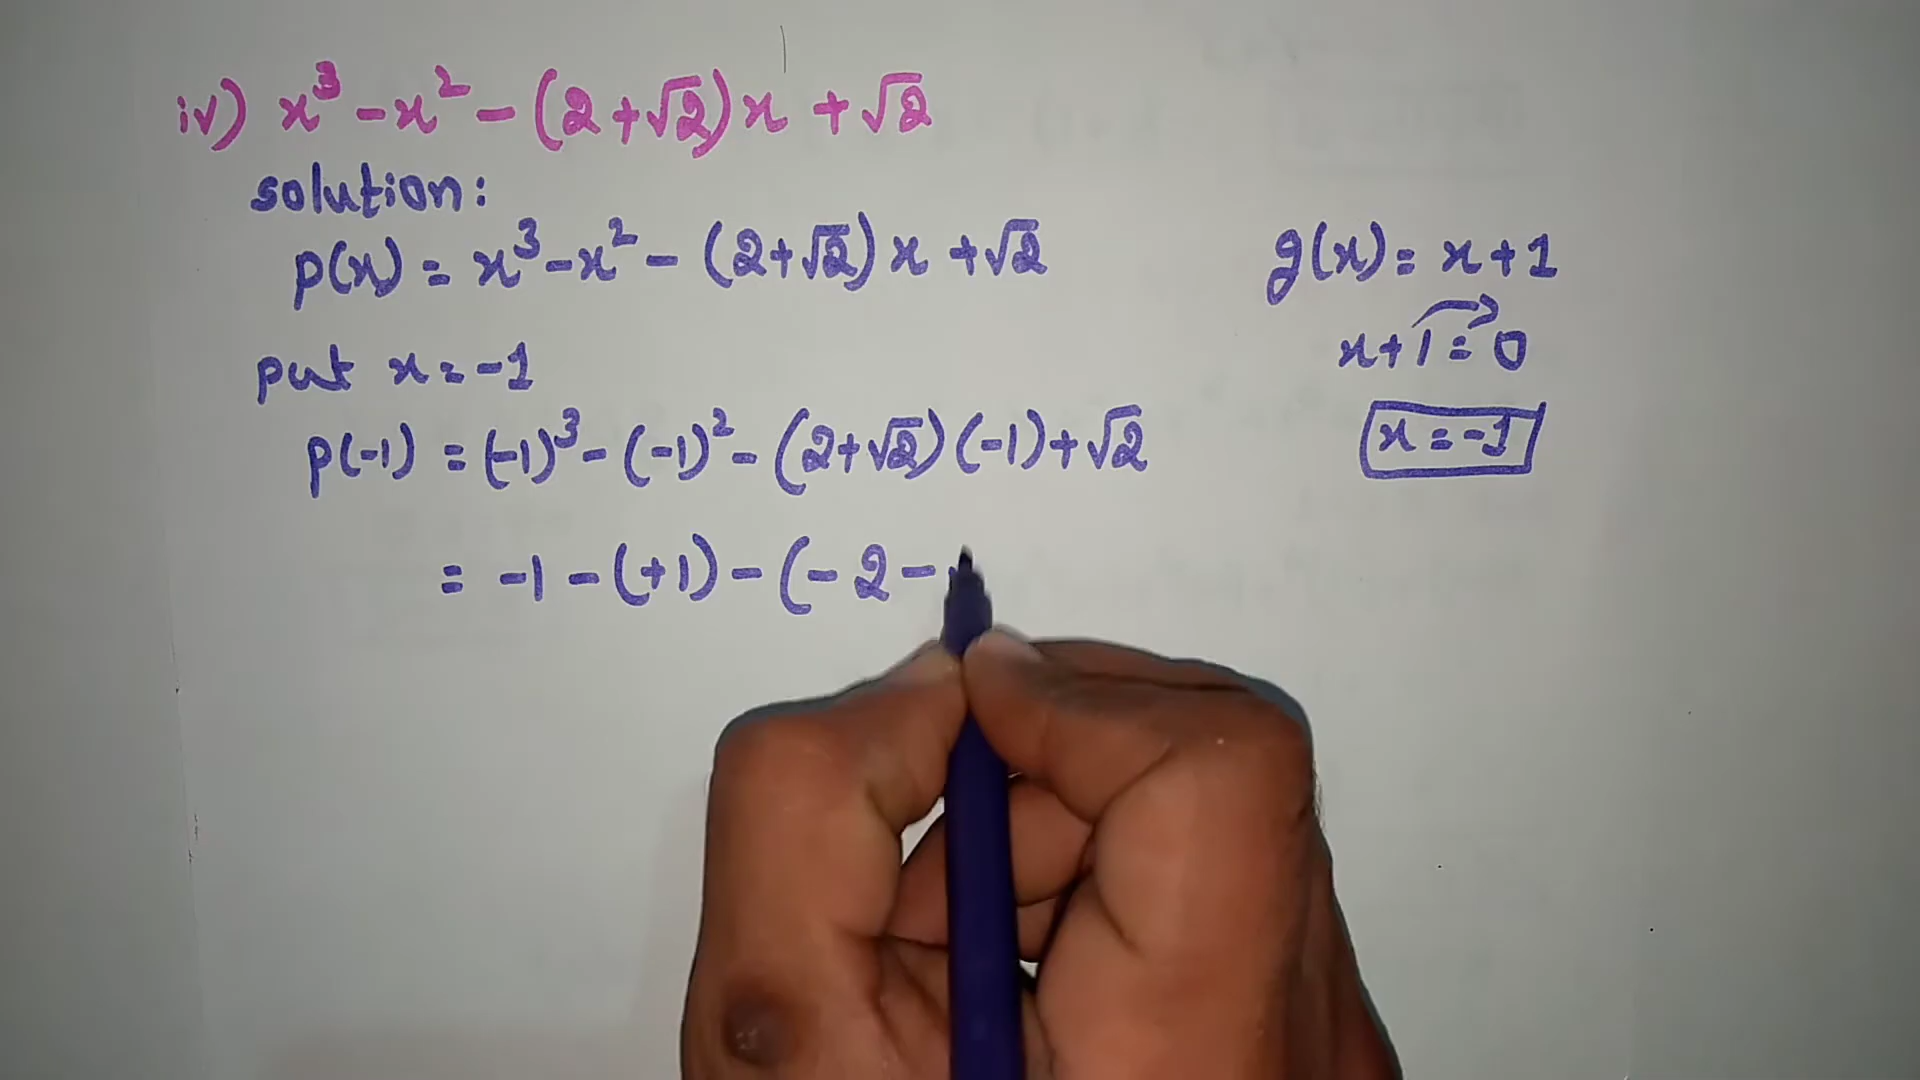 iv) x³ - x² - (2+√2)x + √2
solution:
p(x) = x³ - x² - (2+√2)x + √2
g(x) = x+1
x+1 = 0
put x = -1
x = -1
p(-1) = (-1)³ - (-1)² - (2+√2)(-1) + √2
= -1 - (+1) - (-2 -